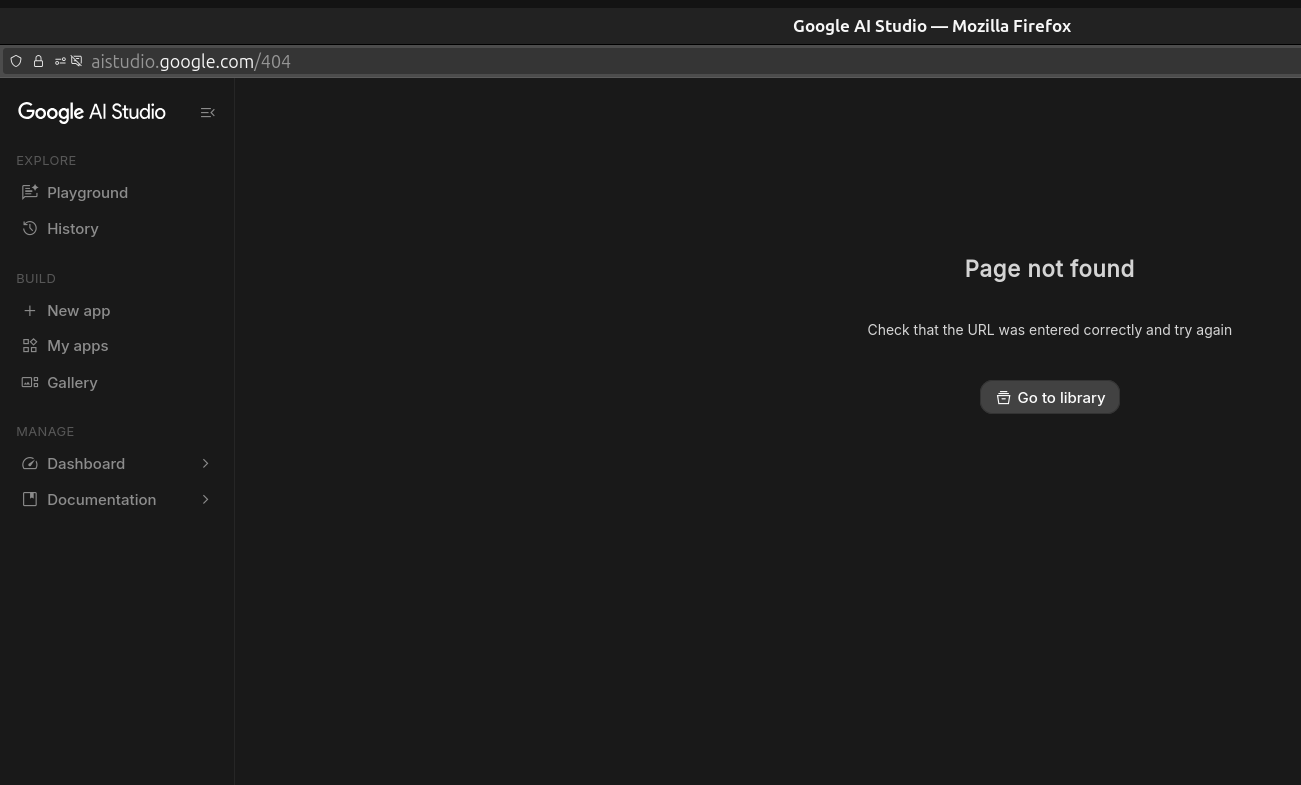 Google AI Studio — Mozilla Firefox
aistudio.google.com/404
Google AI Studio
EXPLORE
Playground
History
BUILD
New app
My apps
Gallery
MANAGE
Dashboard
Documentation
Page not found
Check that the URL was entered correctly and try again
Go to library